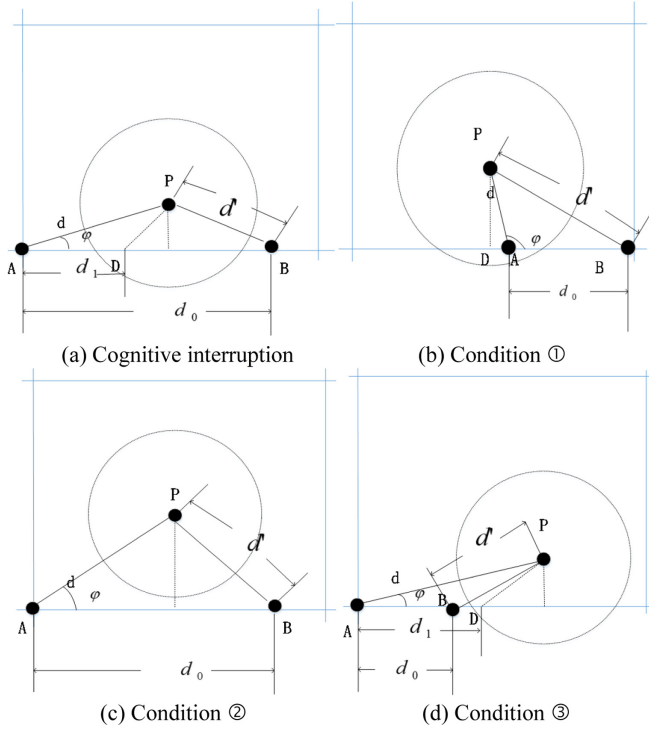 P
d
φ
d'
A
d₁
D
B
d₀
(a) Cognitive interruption
P
d
d'
φ
D
A
B
d₀
(b) Condition ①
P
d
φ
d'
A
B
d₀
(c) Condition ②
P
d'
d
φ
B
A
D
d₁
d₀
(d) Condition ③